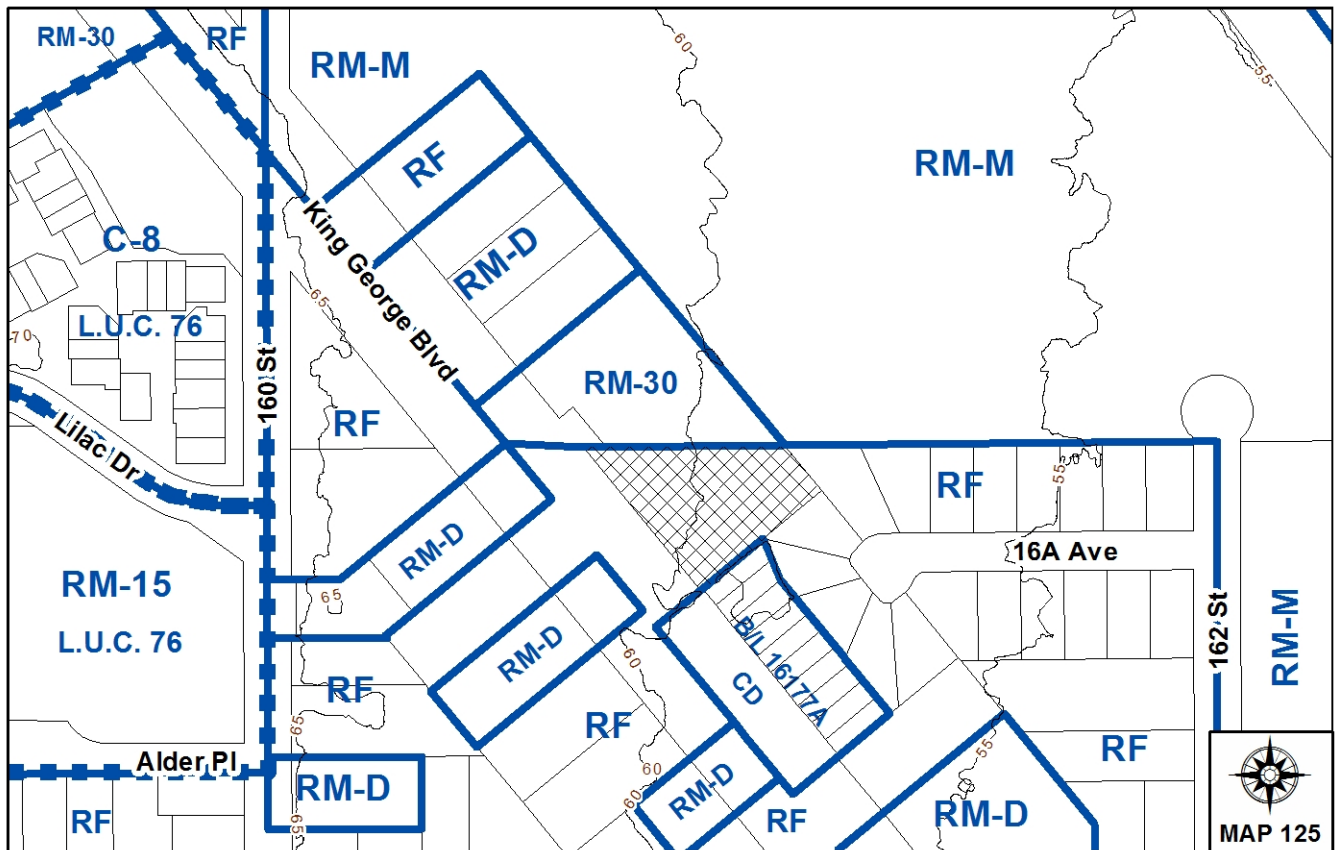 RM-30
RF
RM-M
60
55
RF
RM-M
C-8
King George Blvd
RM-D
65
L.U.C. 76
70
160 St
RM-30
Lilac Dr
RF
RF
55
RM-D
16A Ave
RM-15
65
L.U.C. 76
B/L 16177A
162 St
RM-M
RM-D
60
CD
RF
RF
65
55
RF
Alder Pl
60
RM-D
RM-D
60
RM-D
RF
65
RF
MAP 125